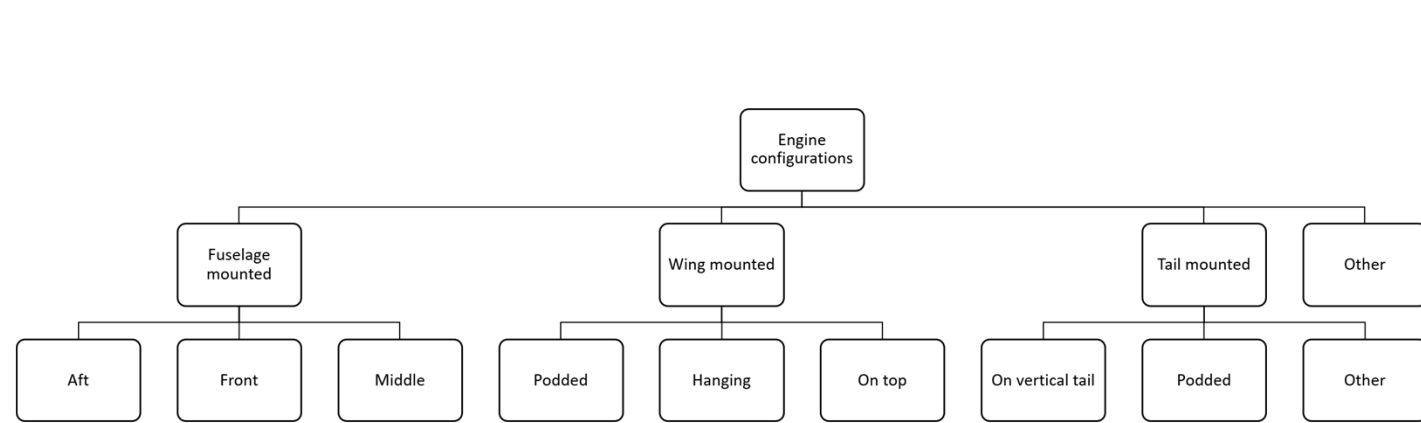 Engine
configurations
Fuselage
mounted
Wing mounted
Tail mounted
Other
Aft
Front
Middle
Podded
Hanging
On top
On vertical tail
Podded
Other